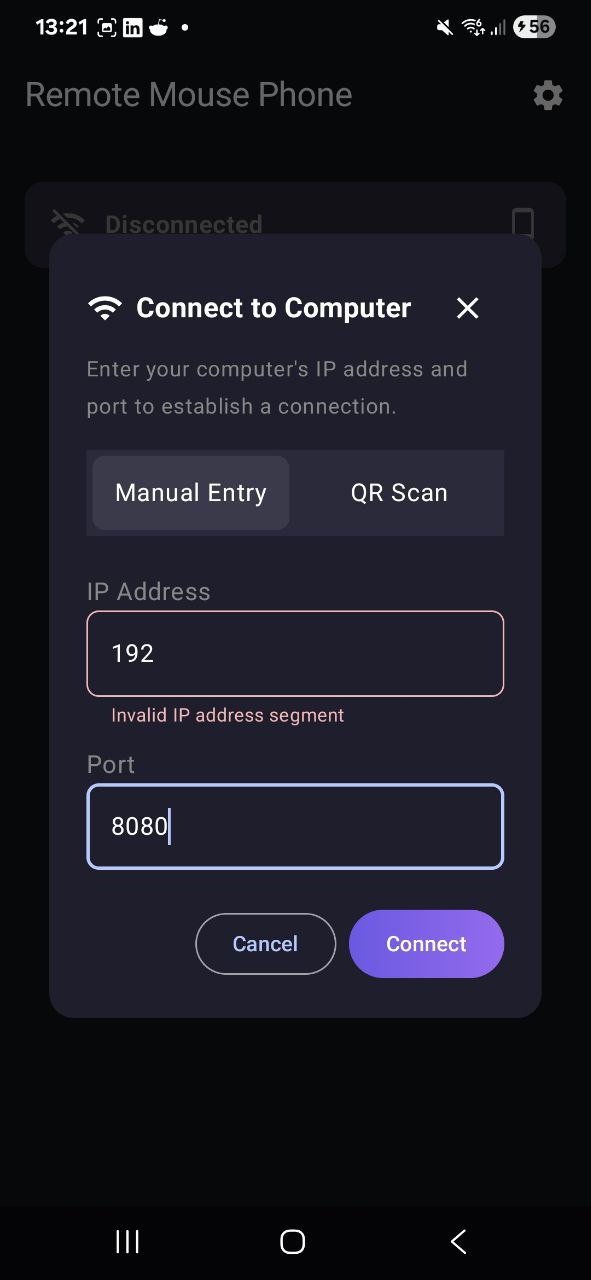 13:21
56
Remote Mouse Phone
Disconnected
Connect to Computer
Enter your computer's IP address and
port to establish a connection.
Manual Entry
QR Scan
IP Address
192
Invalid IP address segment
Port
8080
Cancel
Connect